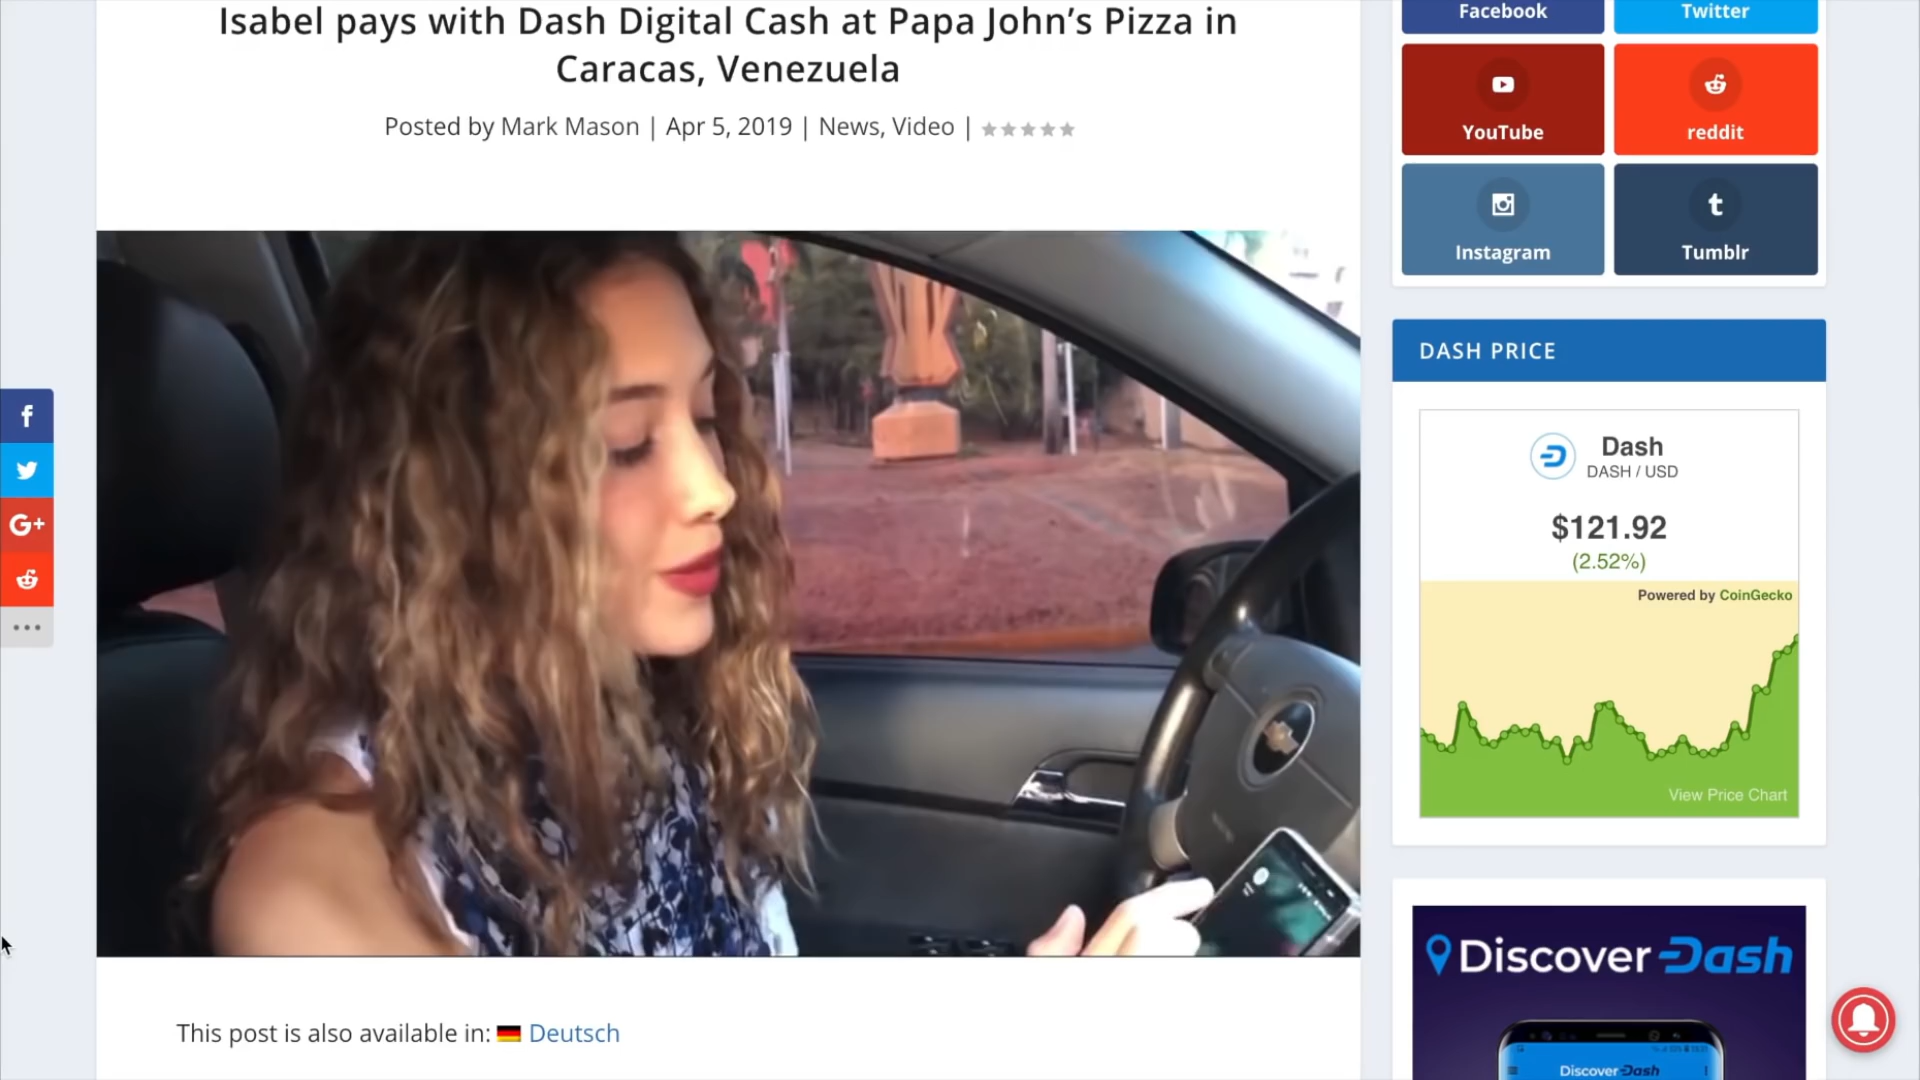 Isabel pays with Dash Digital Cash at Papa John’s Pizza in
Caracas, Venezuela
Posted by Mark Mason | Apr 5, 2019 | News, Video |
This post is also available in: Deutsch
Facebook
Twitter
YouTube
reddit
Instagram
Tumblr
DASH PRICE
Dash
DASH / USD
$121.92
(2.52%)
Powered by CoinGecko
View Price Chart
Discover Dash
Discover Dash
f
G+
t